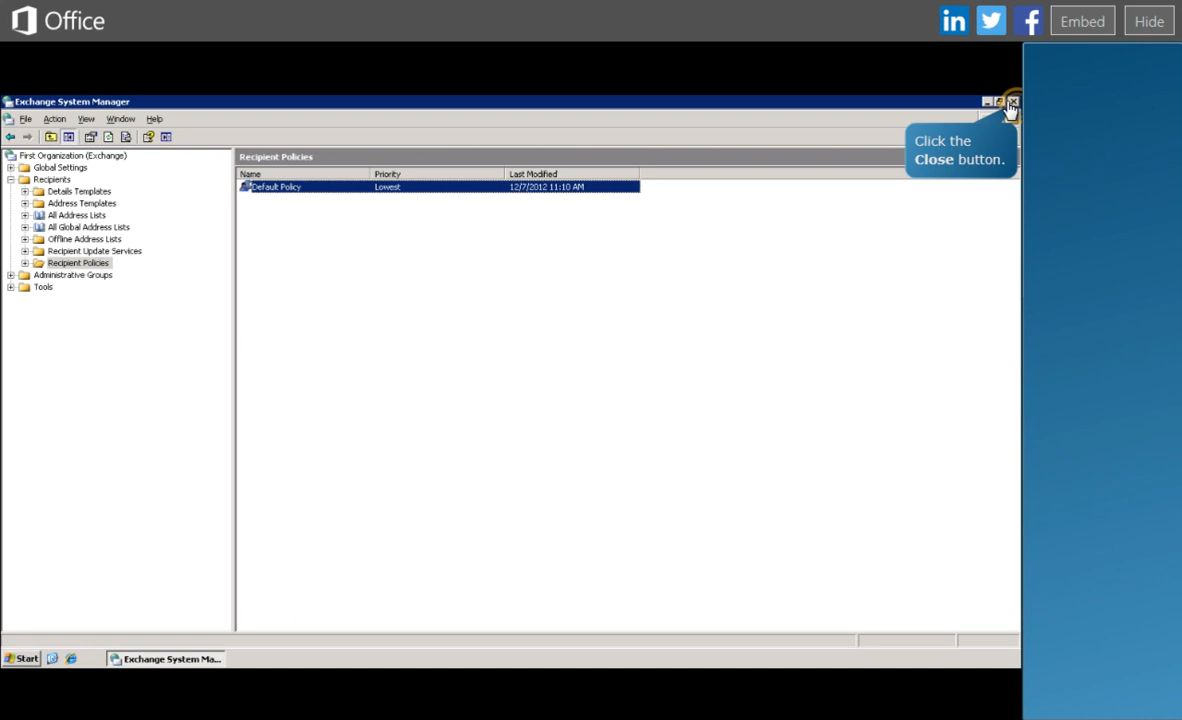 Office
in
Embed
Hide
Exchange System Manager
File Action View Window Help
Click the
Close button.
First Organization (Exchange)
Global Settings
Recipients
Details Templates
Address Templates
All Address Lists
All Global Address Lists
Offline Address Lists
Recipient Update Services
Recipient Policies
Administrative Groups
Tools
Recipient Policies
Name Priority Last Modified
Default Policy Lowest 12/7/2012 11:10 AM
Start
Exchange System Ma...